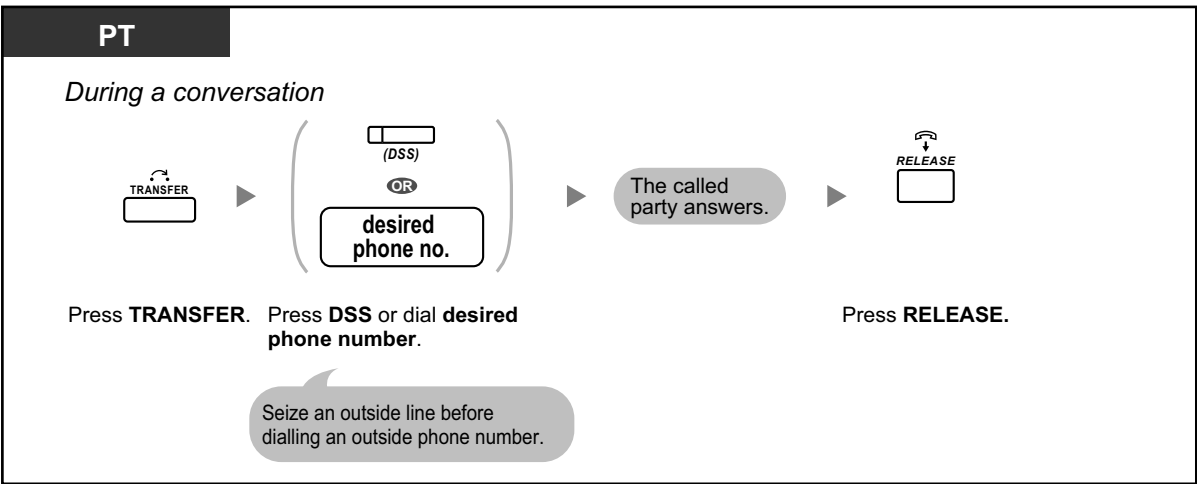 PT
During a conversation
TRANSFER
(DSS)
OR
desired
phone no.
The called
party answers.
RELEASE
Press TRANSFER.
Press DSS or dial desired
phone number.
Press RELEASE.
Seize an outside line before
dialling an outside phone number.